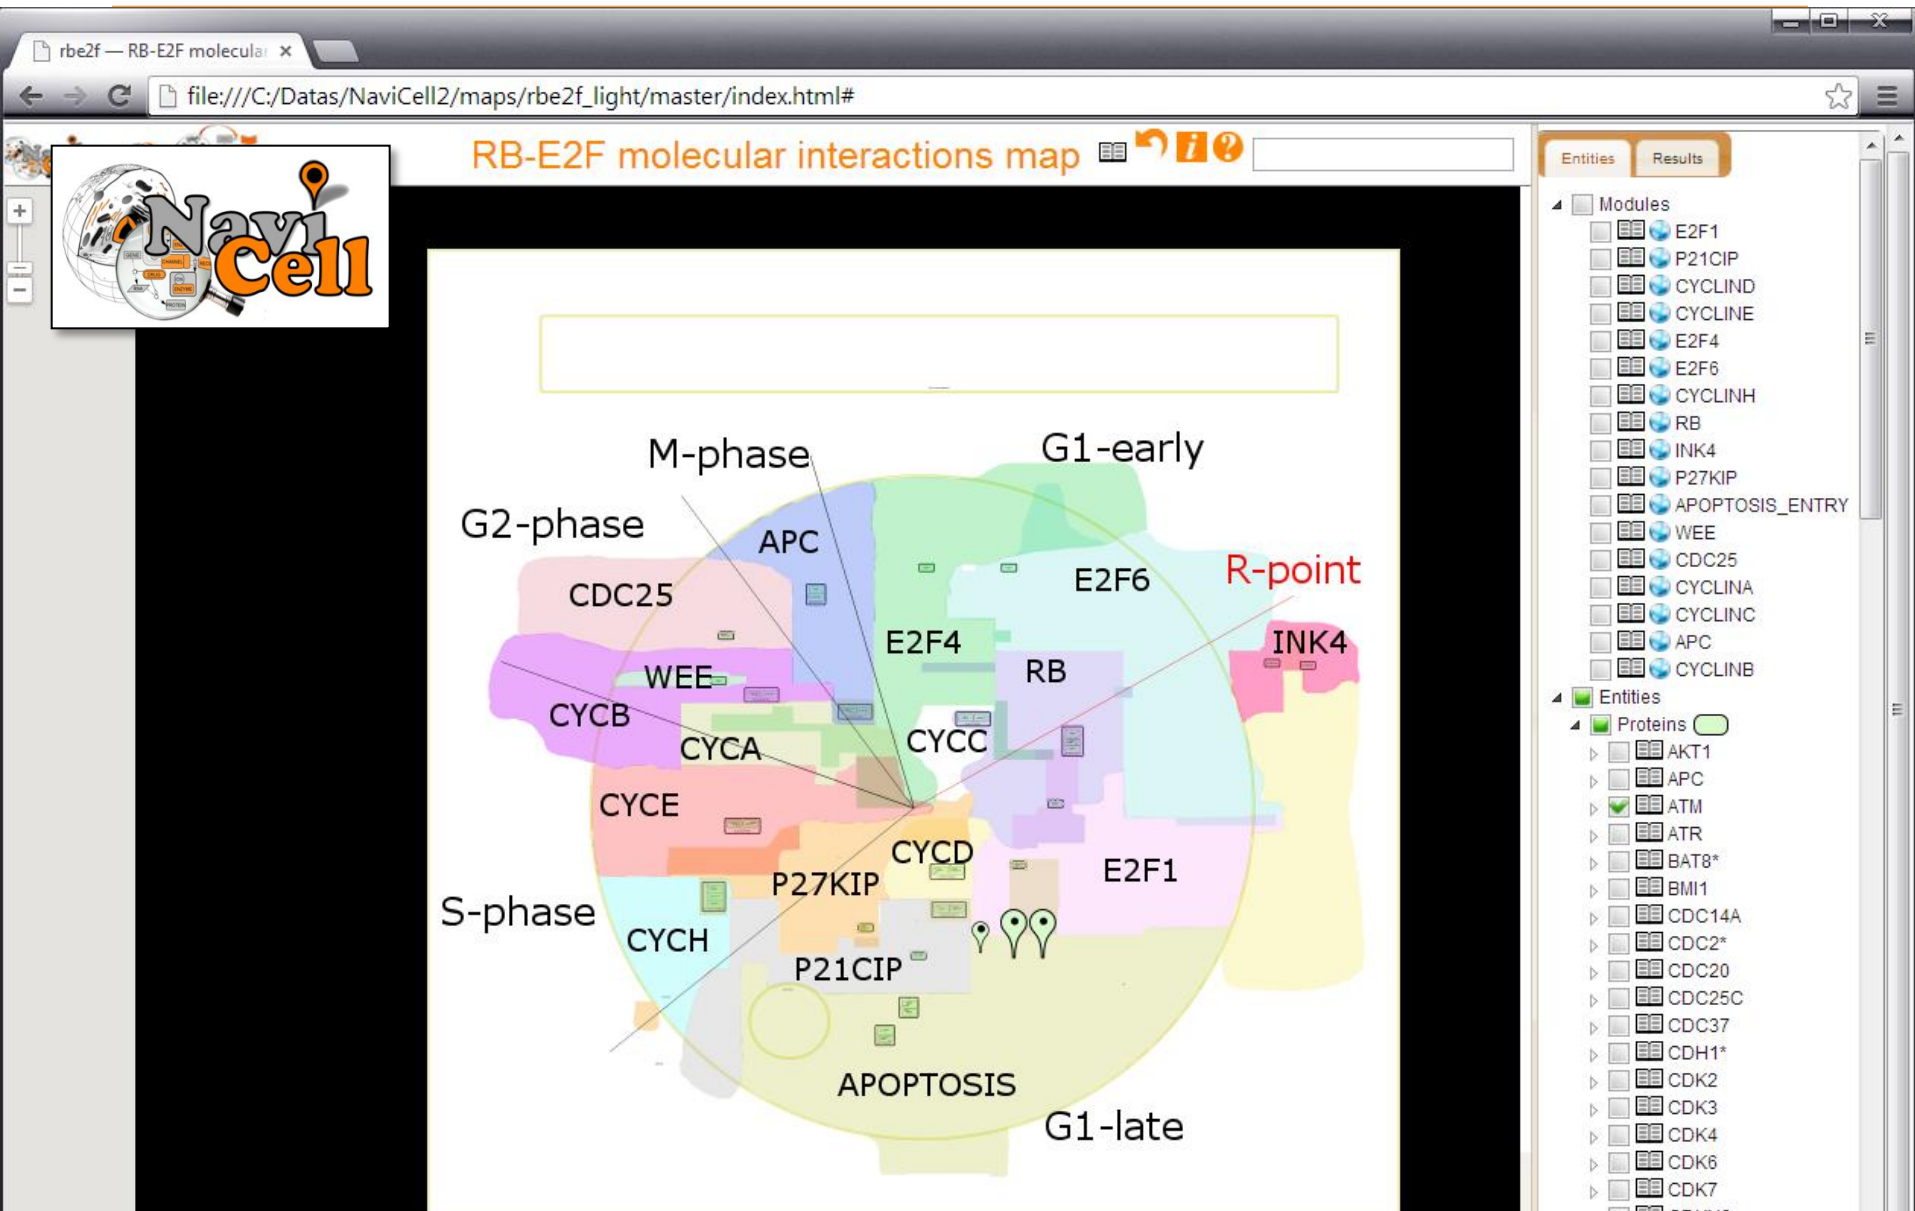 rbe2f — RB-E2F molecula
file:///C:/Datas/NaviCell2/maps/rbe2f_light/master/index.html#
Navi
Cell
RB-E2F molecular interactions map
Entities
Results
M-phase
G1-early
G2-phase
APC
R-point
CDC25
E2F6
E2F4
INK4
WEE
RB
CYCB
CYCA
CYCC
CYCE
CYCD
P27KIP
E2F1
S-phase
CYCH
P21CIP
APOPTOSIS
G1-late
Modules
E2F1
P21CIP
CYCLIND
CYCLINE
E2F4
E2F6
CYCLINH
RB
INK4
P27KIP
APOPTOSIS_ENTRY
WEE
CDC25
CYCLINA
CYCLINC
APC
CYCLINB
Entities
Proteins
AKT1
APC
ATM
ATR
BAT8*
BMI1
CDC14A
CDC2*
CDC20
CDC25C
CDC37
CDH1*
CDK2
CDK3
CDK4
CDK6
CDK7